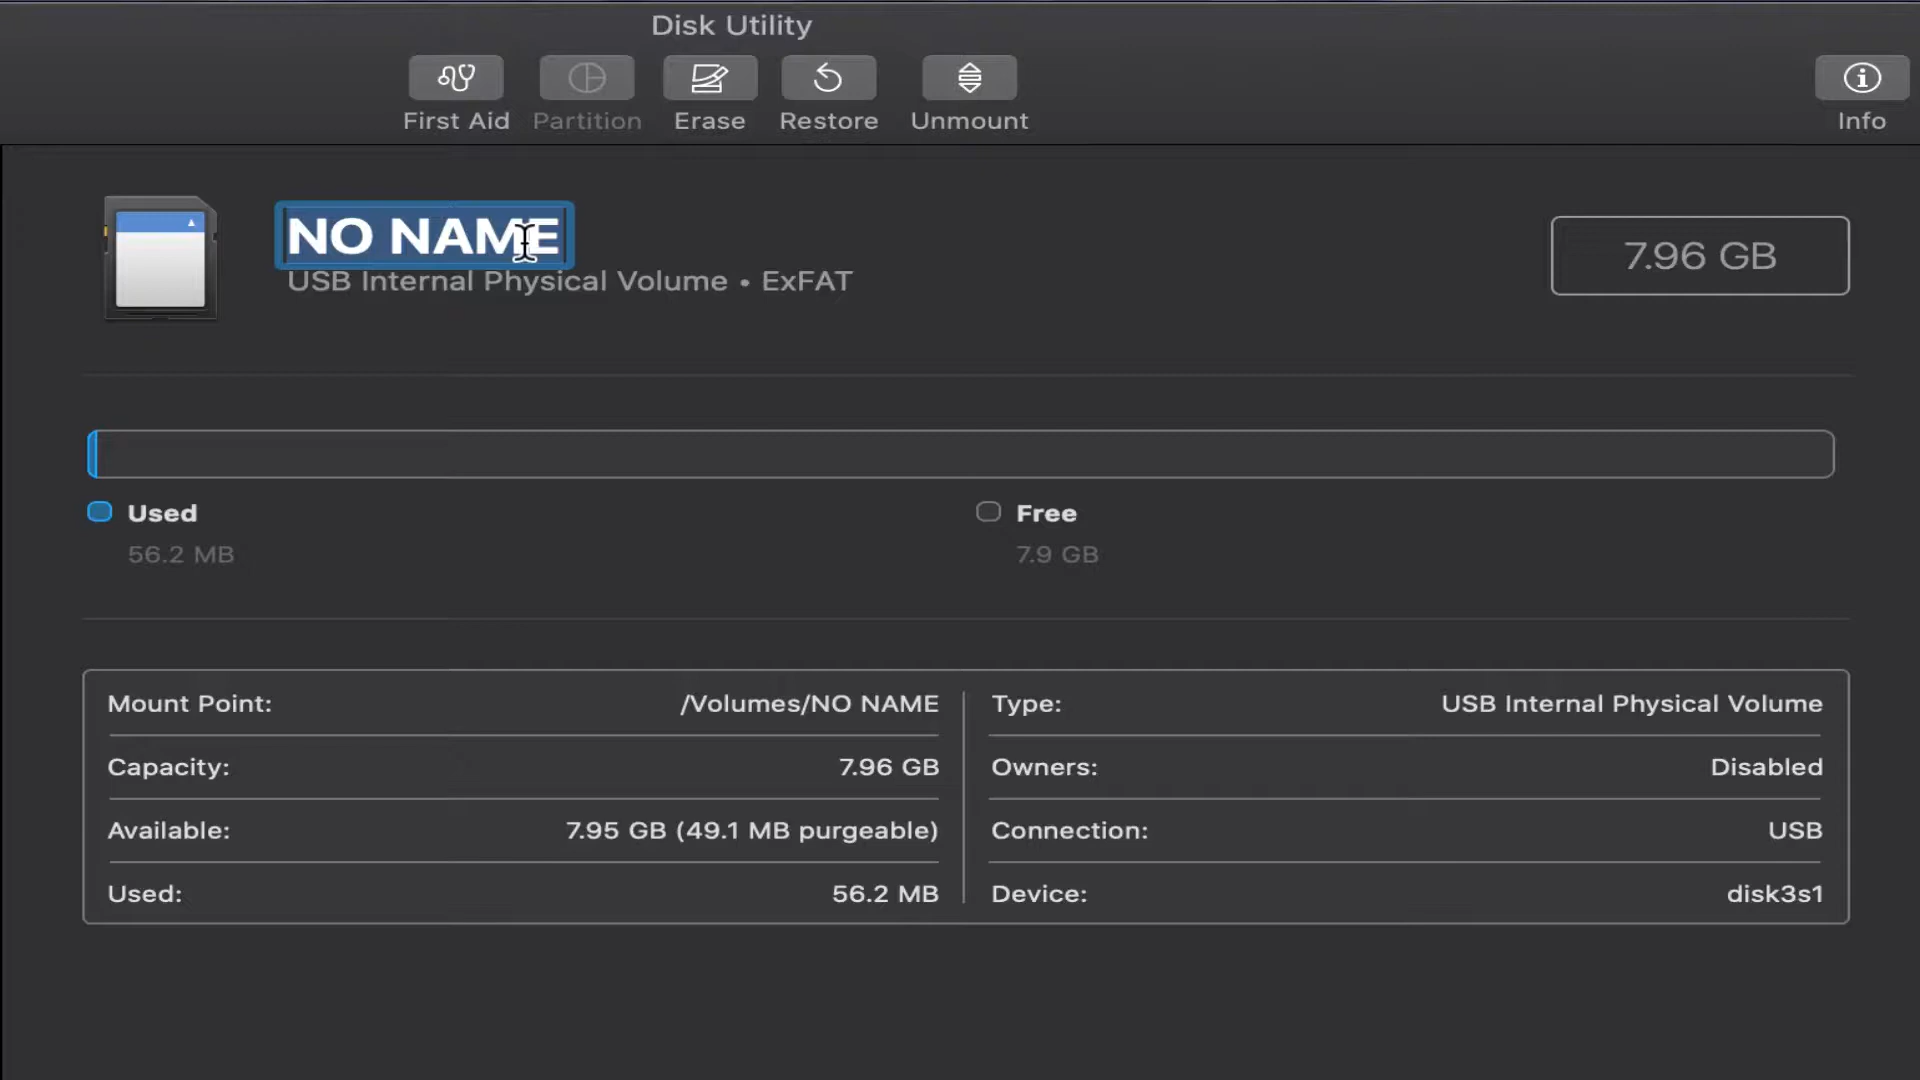 Disk Utility
First Aid
Partition
Erase
Restore
Unmount
Info
NO NAME
USB Internal Physical Volume • ExFAT
7.96 GB
Used
56.2 MB
Free
7.9 GB
Mount Point: /Volumes/NO NAME
Capacity: 7.96 GB
Available: 7.95 GB (49.1 MB purgeable)
Used: 56.2 MB
Type: USB Internal Physical Volume
Owners: Disabled
Connection: USB
Device: disk3s1